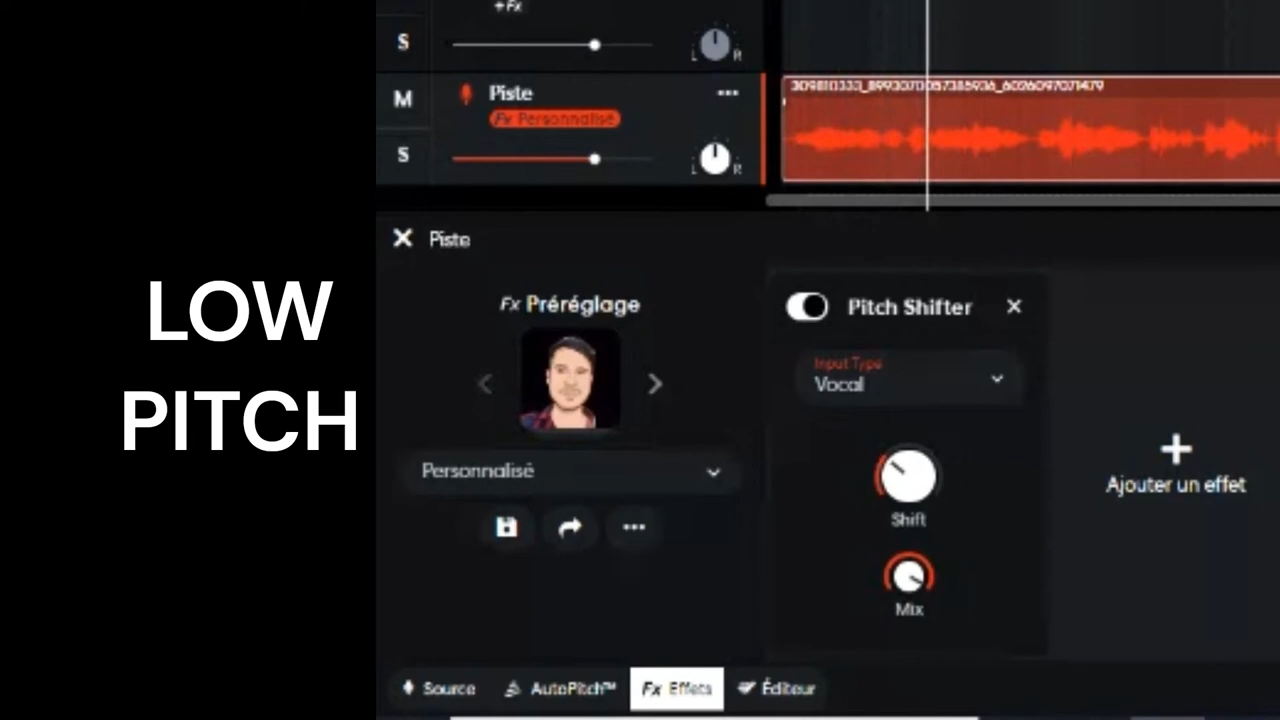 LOW
PITCH
+Fx
S
L R
M
Piste
Fx Personnalisé
S
L R
Piste
Fx Préréglage
Personnalisé
Pitch Shifter
Input Type
Vocal
Shift
Mix
Ajouter un effet
Source
AutoPitch™
Fx Effets
Éditeur